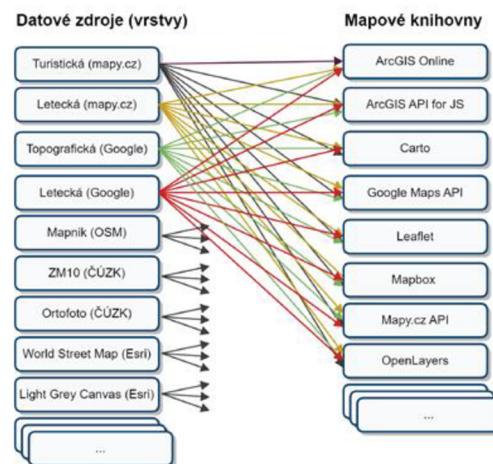 Datové zdroje (vrstvy)
Turistická (mapy.cz)
Letecká (mapy.cz)
Topografická (Google)
Letecká (Google)
Mapnik (OSM)
ZM10 (ČÚZK)
Ortofoto (ČÚZK)
World Street Map (Esri)
Light Grey Canvas (Esri)
...
Mapové knihovny
ArcGIS Online
ArcGIS API for JS
Carto
Google Maps API
Leaflet
Mapbox
Mapy.cz API
OpenLayers
...